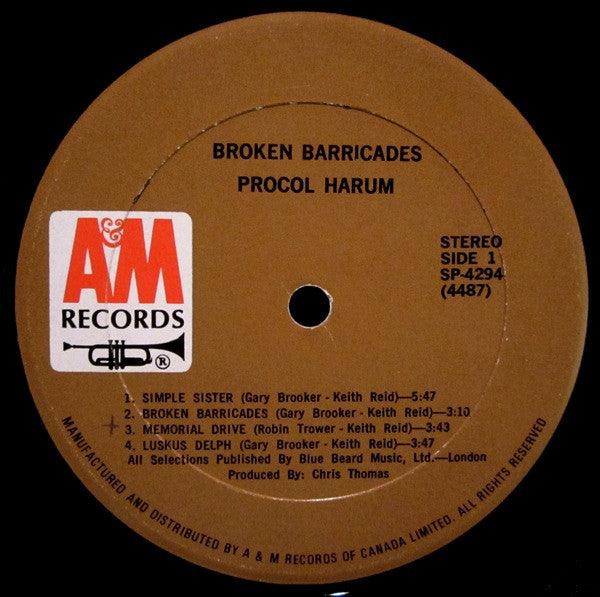 BROKEN BARRICADES
PROCOL HARUM
A&M
RECORDS
®
STEREO
SIDE 1
SP-4294
(4487)
1. SIMPLE SISTER (Gary Brooker - Keith Reid)—5:47
2. BROKEN BARRICADES (Gary Brooker - Keith Reid)—3:10
3. MEMORIAL DRIVE (Robin Trower - Keith Reid)—3:43
4. LUSKUS DELPH (Gary Brooker - Keith Reid)—3:47
All Selections Published By Blue Beard Music, Ltd.—London
Produced By: Chris Thomas
MANUFACTURED AND DISTRIBUTED BY A & M RECORDS OF CANADA LIMITED. ALL RIGHTS RESERVED